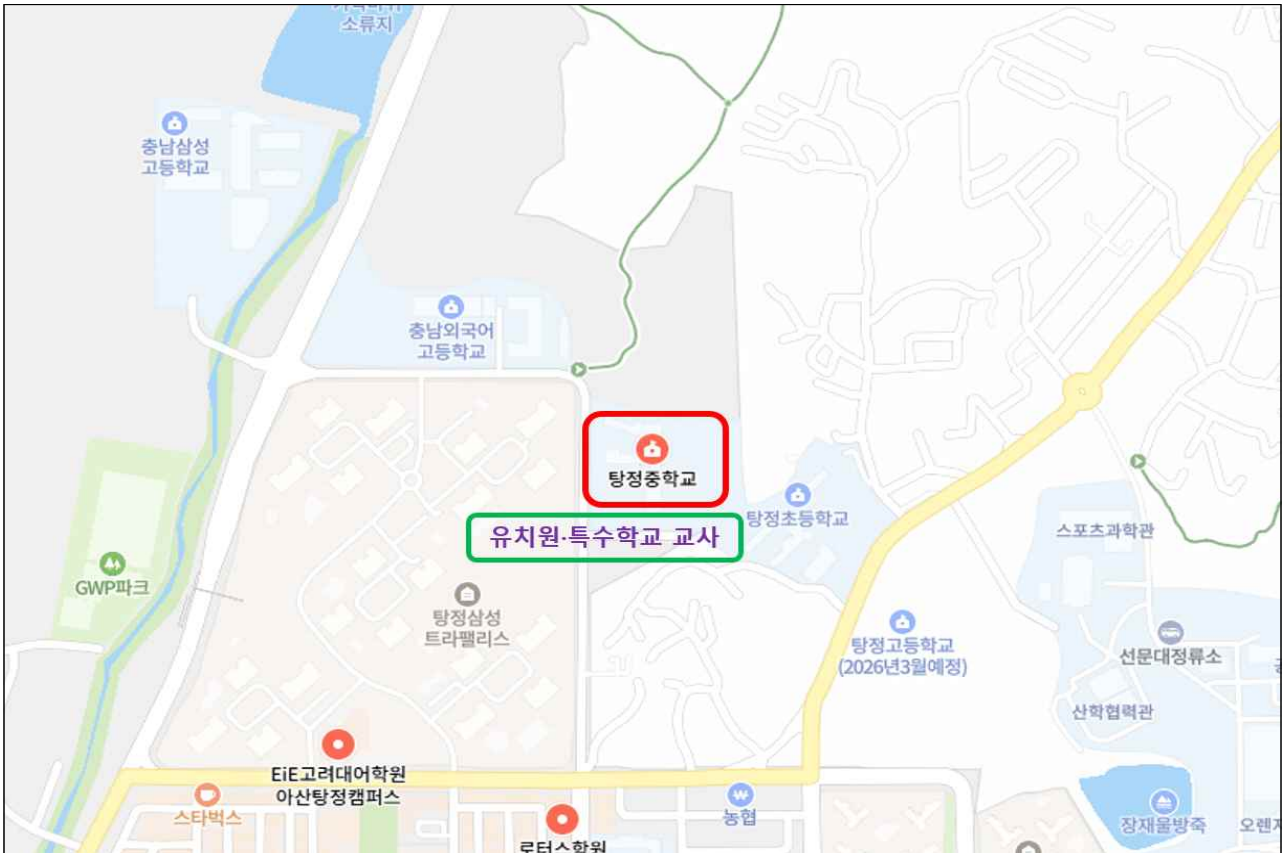 소류지
충남삼성
고등학교
충남외국어
고등학교
탕정중학교
유치원·특수학교 교사
탕정초등학교
스포츠과학관
GWP파크
탕정삼성
트라팰리스
탕정고등학교
(2026년3월예정)
선문대정류소
산학협력관
EiE고려대어학원
아산탕정캠퍼스
스타벅스
농협
장재울방죽
로터스학원